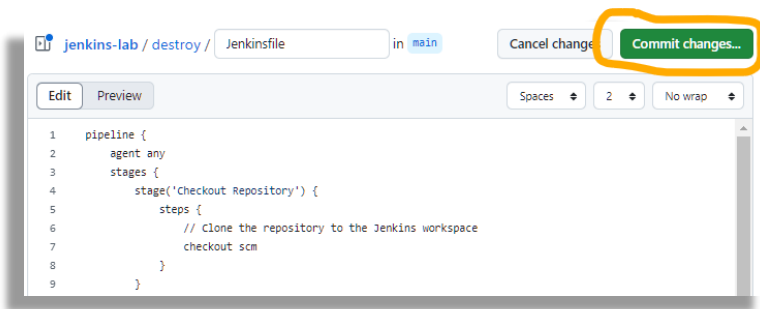 jenkins-lab / destroy / Jenkinsfile in main Cancel change Commit changes...
Edit Preview Spaces 2 No wrap
1 pipeline {
2 agent any
3 stages {
4 stage('Checkout Repository') {
5 steps {
6 // Clone the repository to the Jenkins workspace
7 checkout scm
8 }
9 }